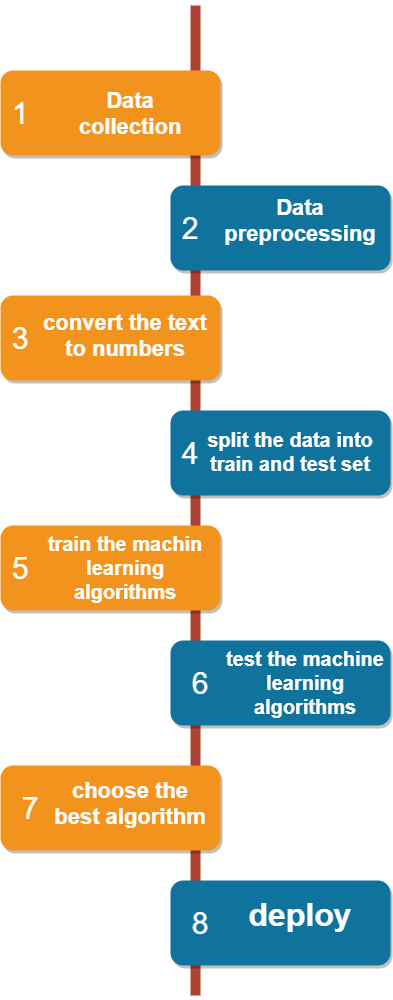 1
Data
collection
2
Data
preprocessing
3
convert the text
to numbers
4
split the data into
train and test set
5
train the machin
learning
algorithms
6
test the machine
learning
algorithms
7
choose the
best algorithm
8
deploy